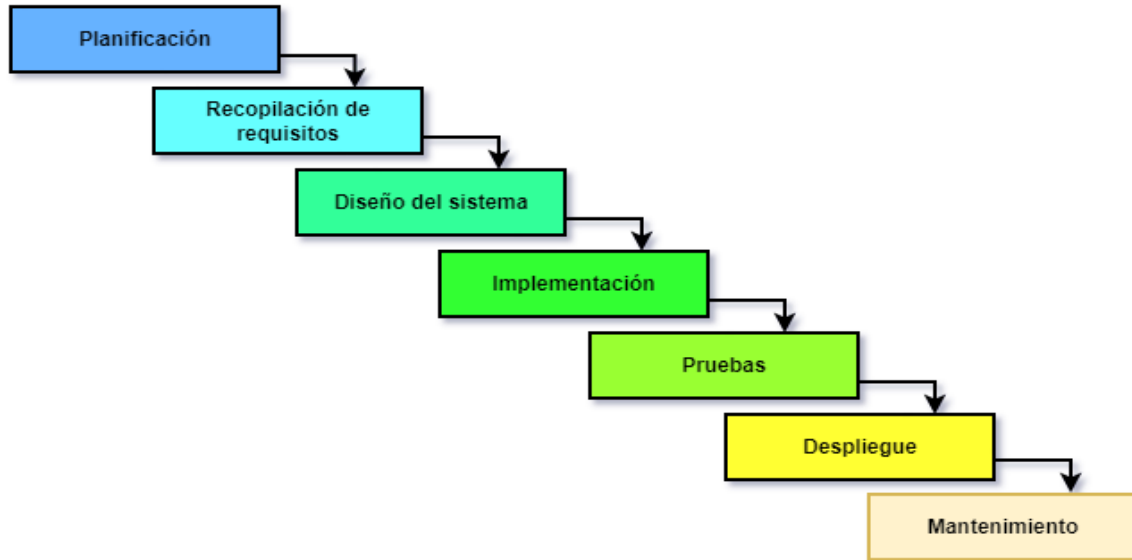 Planificación
Recopilación de
requisitos
Diseño del sistema
Implementación
Pruebas
Despliegue
Mantenimiento